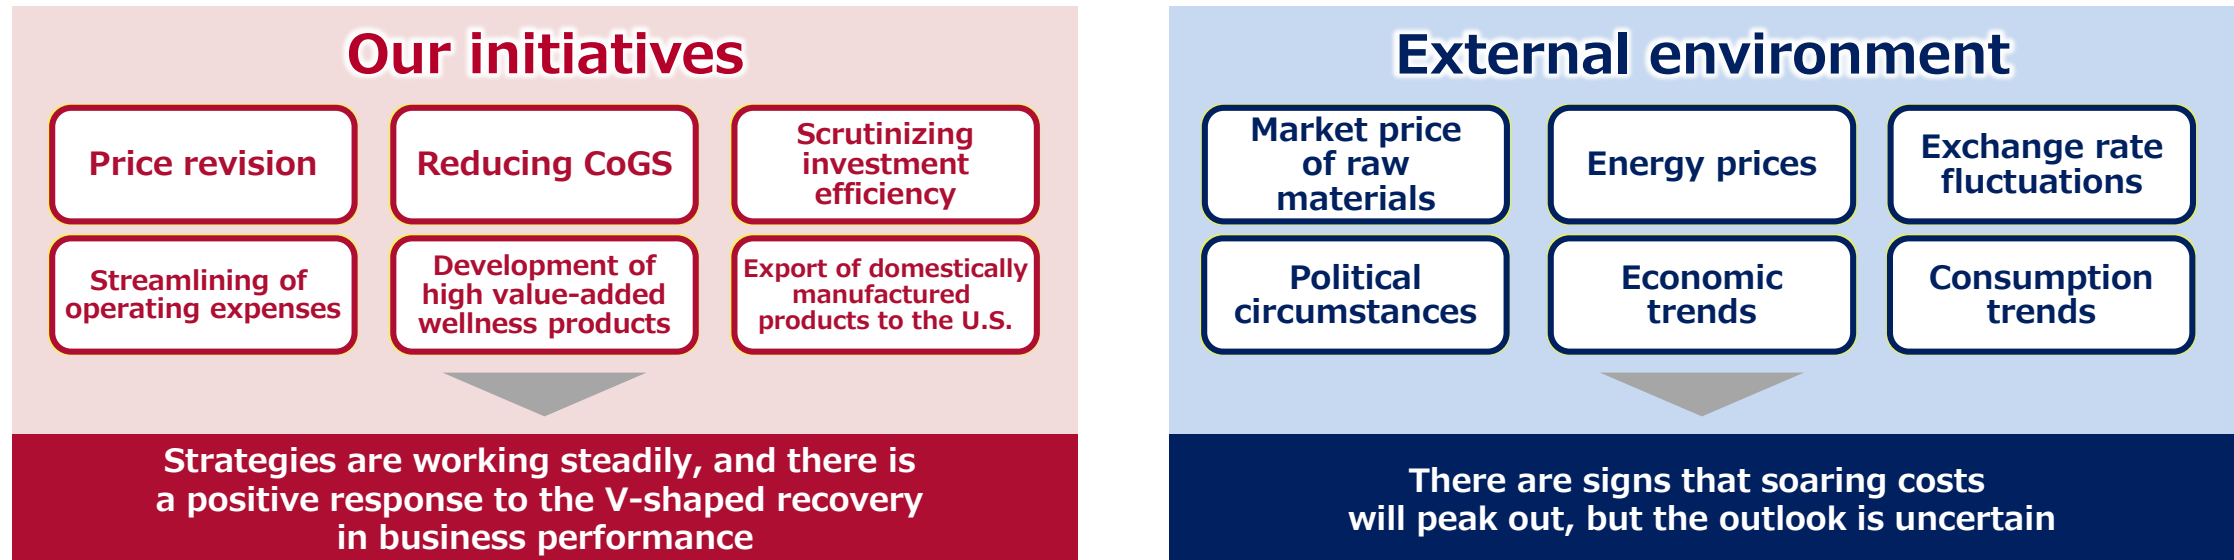 Our initiatives
Price revision
Reducing CoGS
Scrutinizing
investment
efficiency
Streamlining of
operating expenses
Development of
high value-added
wellness products
Export of domestically
manufactured
products to the U.S.
Strategies are working steadily, and there is
a positive response to the V-shaped recovery
in business performance
External environment
Market price
of raw
materials
Energy prices
Exchange rate
fluctuations
Political
circumstances
Economic
trends
Consumption
trends
There are signs that soaring costs
will peak out, but the outlook is uncertain